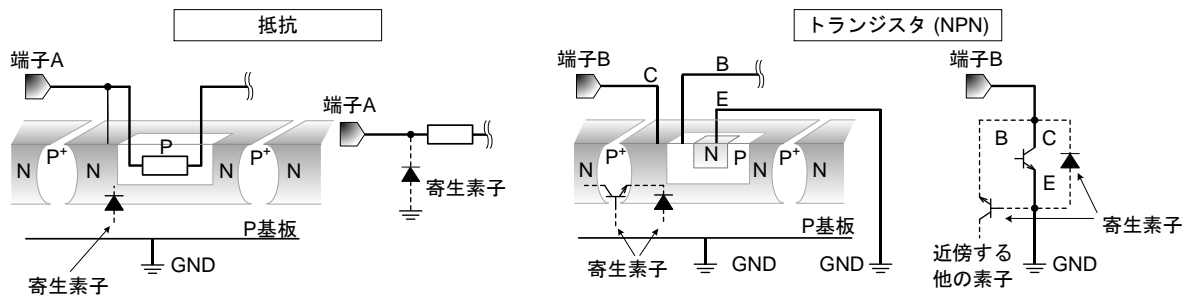 抵抗
トランジスタ (NPN)
端子A
端子A
N
P⁺
N
P
N
P⁺
N
寄生素子
P基板
寄生素子
GND
端子B
C
B
E
N
P⁺
N
N
P
N
P⁺
N
P基板
寄生素子
GND
GND
端子B
B
C
E
寄生素子
近傍する
他の素子
GND